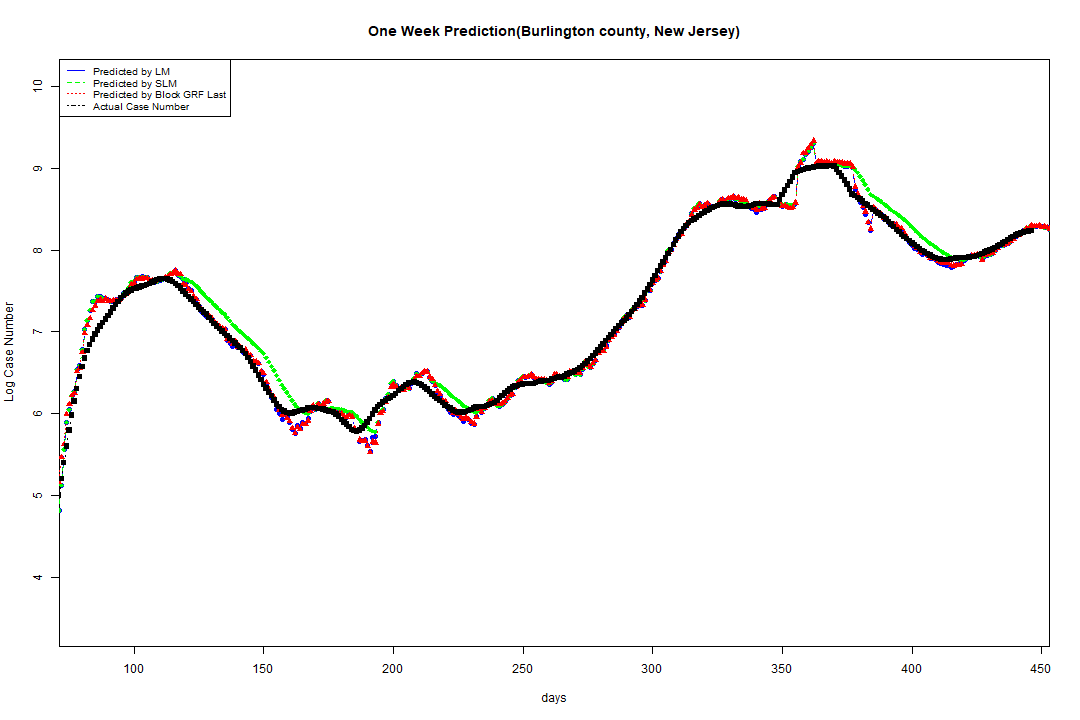 One Week Prediction(Burlington county, New Jersey)
Predicted by LM
Predicted by SLM
Predicted by Block GRF Last
Actual Case Number
10
9
8
7
6
5
4
Log Case Number
100 150 200 250 300 350 400 450
days